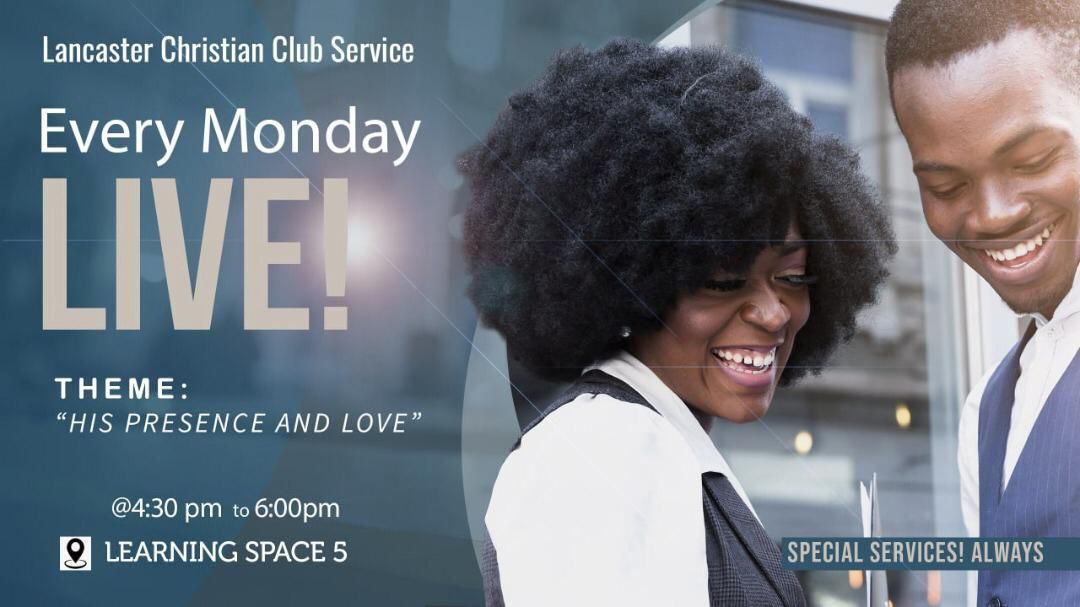 Lancaster Christian Club Service
Every Monday
LIVE!
THEME:
“HIS PRESENCE AND LOVE”
@4:30 pm to 6:00pm
LEARNING SPACE 5
SPECIAL SERVICES! ALWAYS